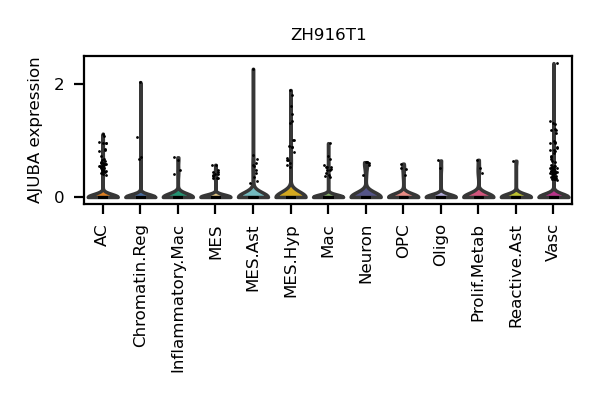 ZH916T1
AJUBA expression
2
0
AC
Chromatin.Reg
Inflammatory.Mac
MES
MES.Ast
MES.Hyp
Mac
Neuron
OPC
Oligo
Prolif.Metab
Reactive.Ast
Vasc